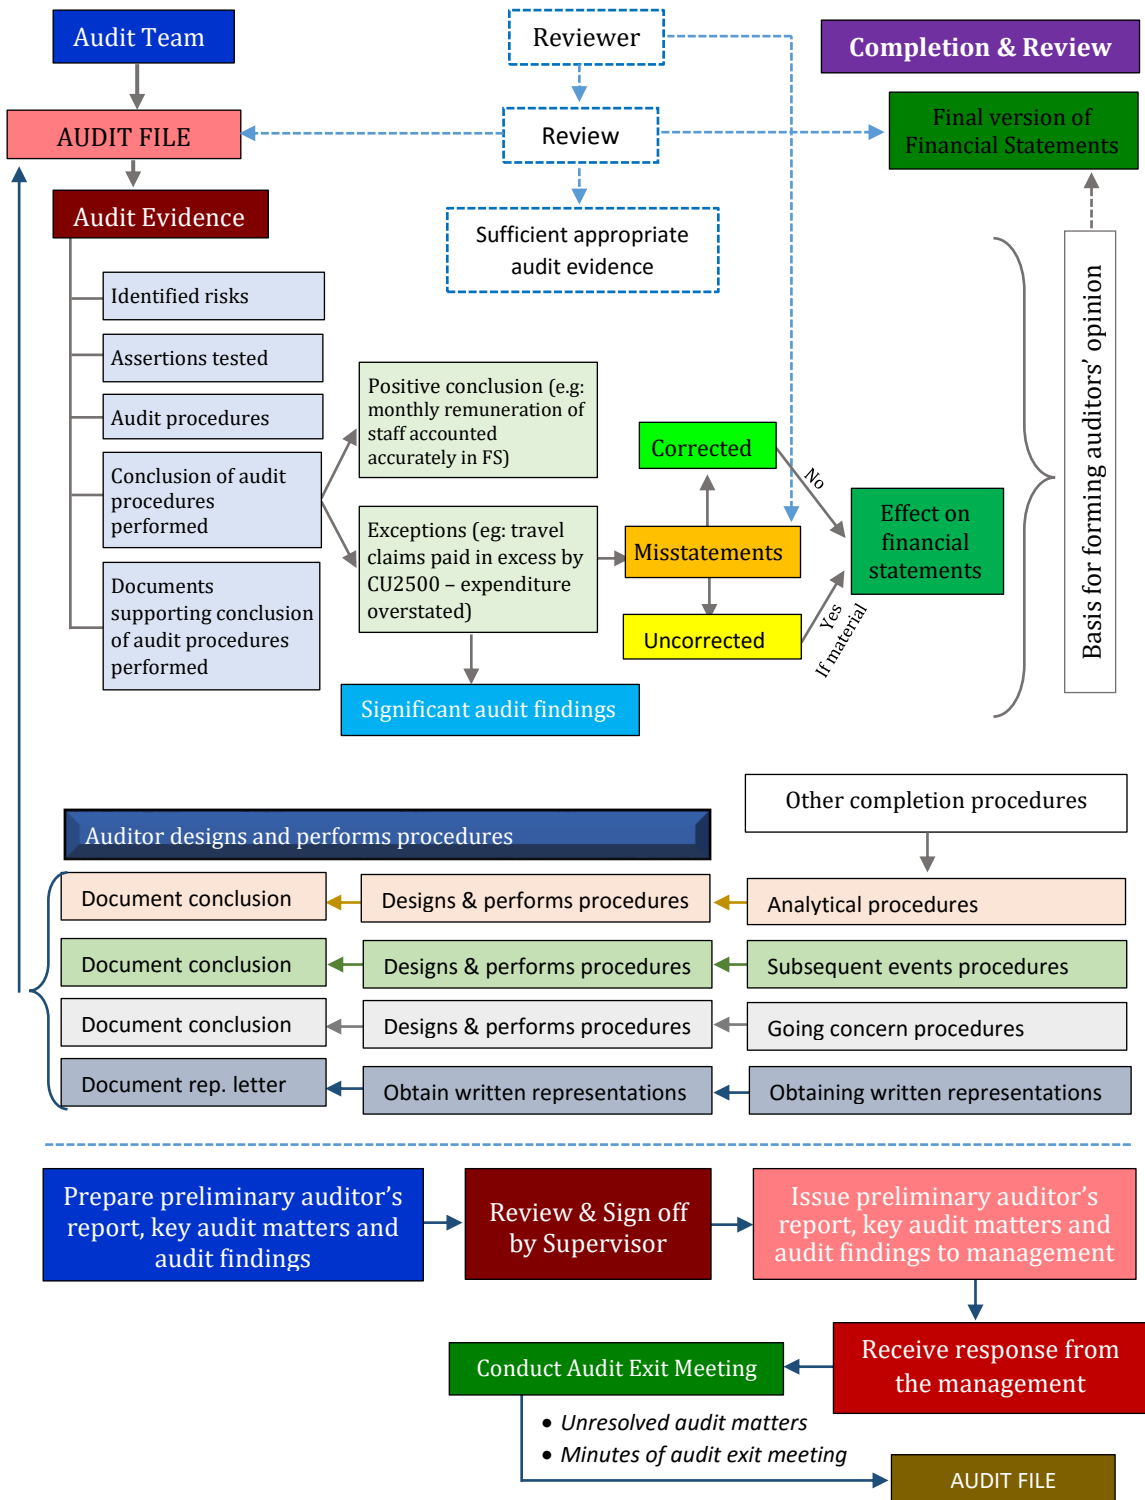 Audit Team
Reviewer
Completion & Review
AUDIT FILE
Review
Final version of
Financial Statements
Audit Evidence
Sufficient appropriate
audit evidence
Identified risks
Assertions tested
Audit procedures
Conclusion of audit
procedures
performed
Documents
supporting conclusion
of audit procedures
performed
Positive conclusion (e.g:
monthly remuneration of
staff accounted
accurately in FS)
Exceptions (eg: travel
claims paid in excess by
CU2500 – expenditure
overstated)
Significant audit findings
Corrected
Misstatements
Uncorrected
No
Yes
If material
Effect on
financial
statements
Basis for forming auditors’ opinion
Other completion procedures
Auditor designs and performs procedures
Document conclusion
Designs & performs procedures
Analytical procedures
Document conclusion
Designs & performs procedures
Subsequent events procedures
Document conclusion
Designs & performs procedures
Going concern procedures
Document rep. letter
Obtain written representations
Obtaining written representations
Prepare preliminary auditor’s
report, key audit matters and
audit findings
Review & Sign off
by Supervisor
Issue preliminary auditor’s
report, key audit matters and
audit findings to management
Receive response from
the management
Conduct Audit Exit Meeting
• Unresolved audit matters
• Minutes of audit exit meeting
AUDIT FILE